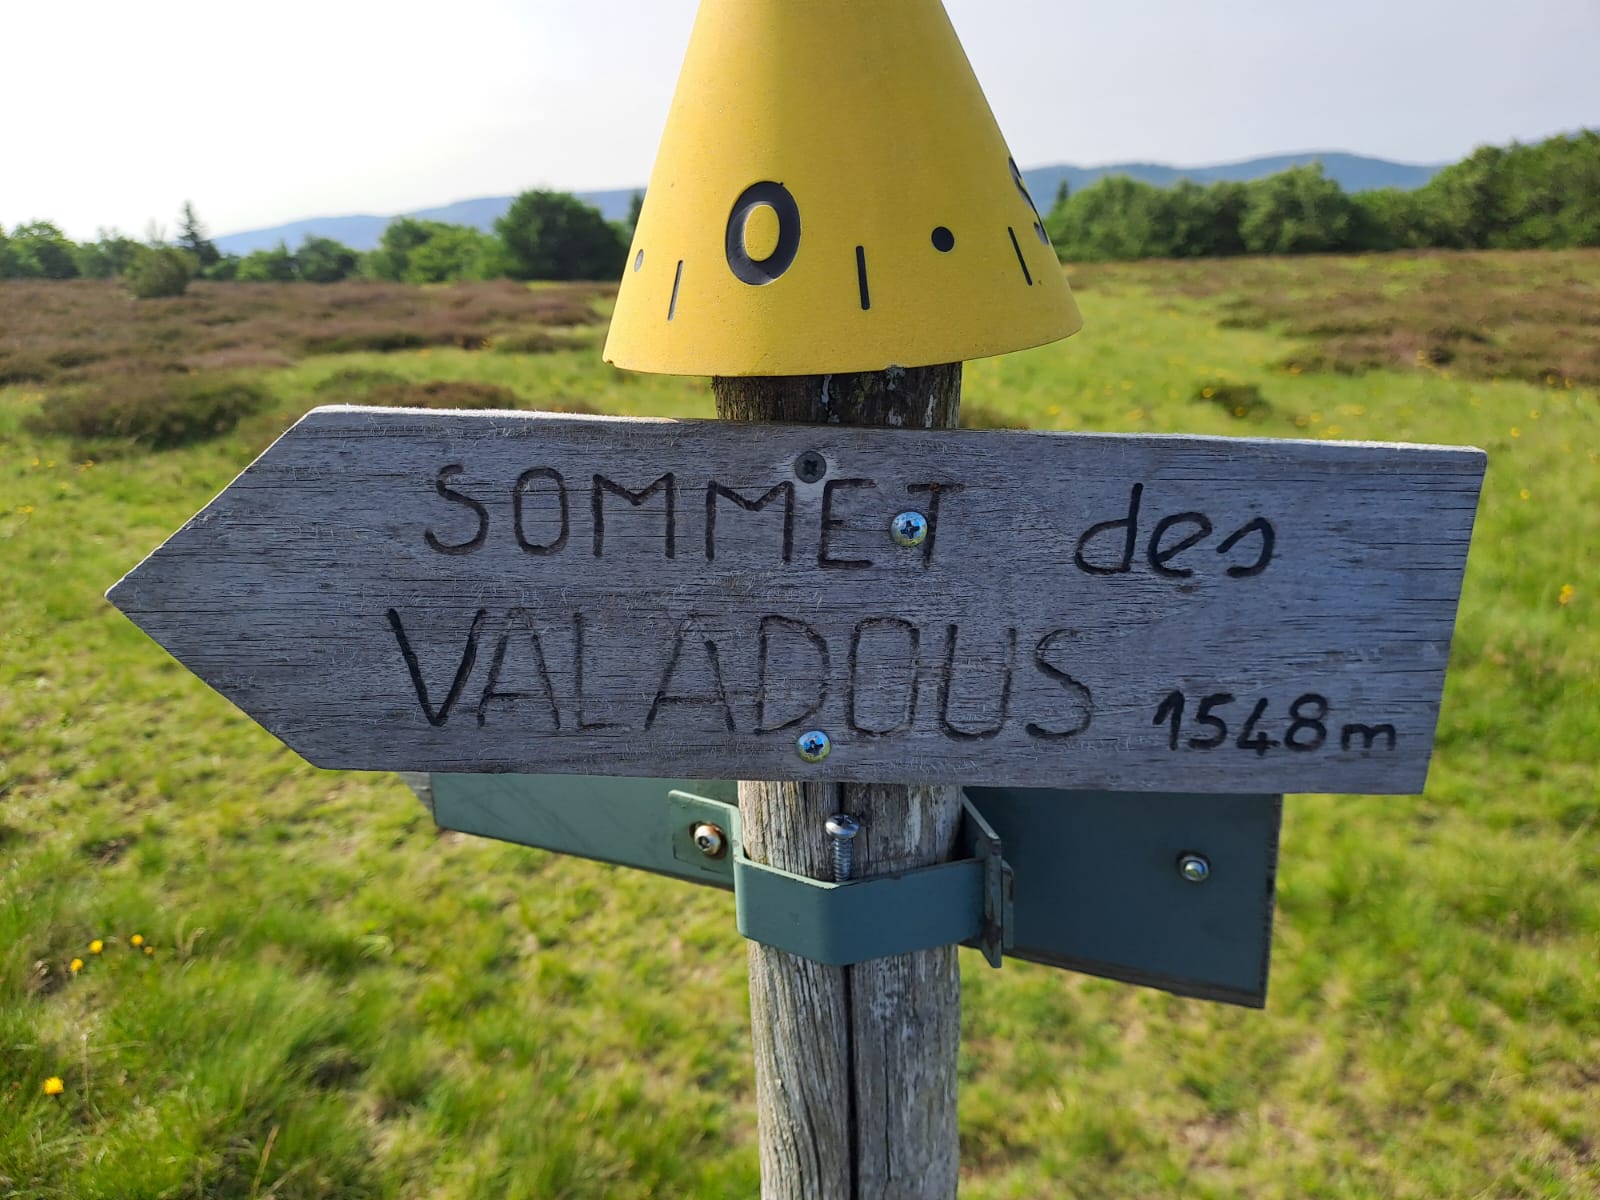 O S
SOMMET des
VALADOUS 1548m